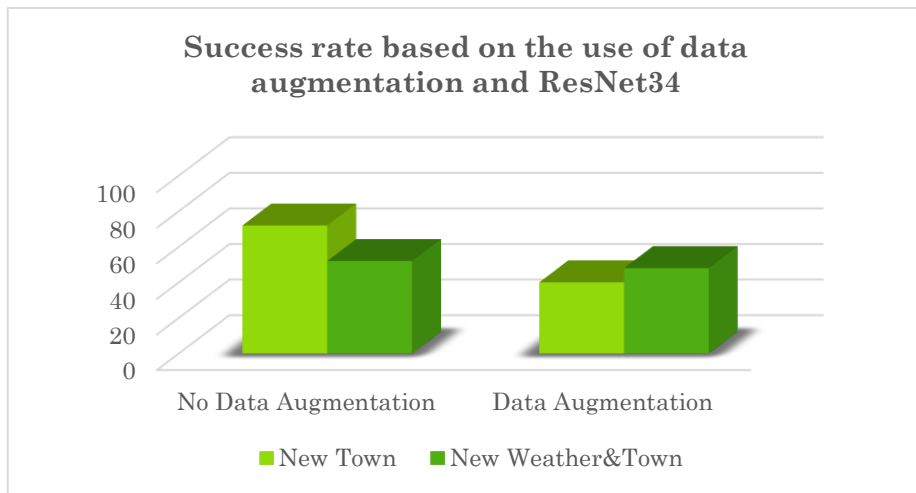 Success rate based on the use of data
augmentation and ResNet34
100
80
60
40
20
0
No Data Augmentation Data Augmentation
New Town New Weather&Town